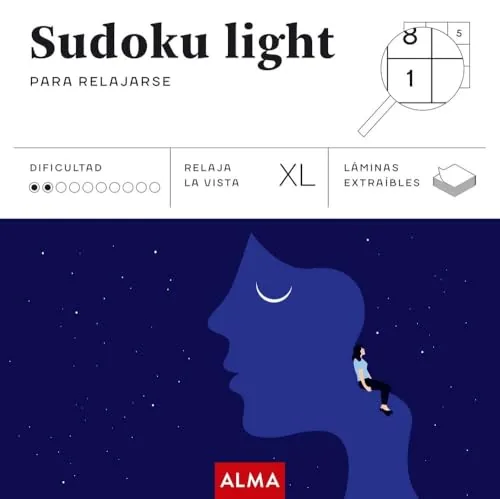 Sudoku light
PARA RELAJARSE
8
5
1
DIFICULTAD
RELAJA
LA VISTA
XL
LÁMINAS
EXTRAÍBLES
ALMA